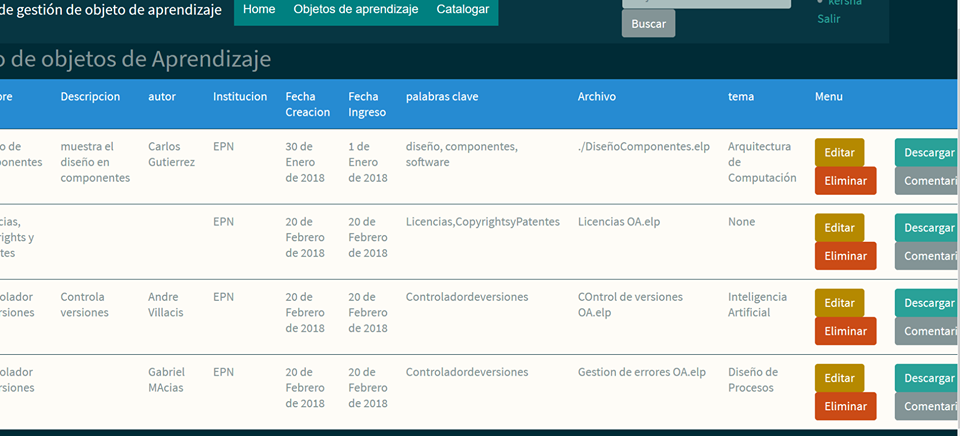 de gestión de objeto de aprendizaje Home Objetos de aprendizaje Catalogar
kersna
Buscar Salir
o de objetos de Aprendizaje
bre Descripcion autor Institucion Fecha Creacion Fecha Ingreso palabras clave Archivo tema Menu
o de ponentes muestra el diseño en componentes Carlos Gutierrez EPN 30 de Enero de 2018 1 de Enero de 2018 diseño, componentes, software ./DiseñoComponentes.elp Arquitectura de Computación Editar Eliminar Descargar Comentari
cias, rights y ntes EPN 20 de Febrero de 2018 20 de Febrero de 2018 Licencias,CopyrightsyPatentes Licencias OA.elp None Editar Eliminar Descargar Comentari
olador rsiones Controla versiones Andre Villacis EPN 20 de Febrero de 2018 20 de Febrero de 2018 Controladordeversiones COntrol de versiones OA.elp Inteligencia Artificial Editar Eliminar Descargar Comentari
olador rsiones Gabriel MAcias EPN 20 de Febrero de 2018 20 de Febrero de 2018 Controladordeversiones Gestion de errores OA.elp Diseño de Procesos Editar Eliminar Descargar Comentari